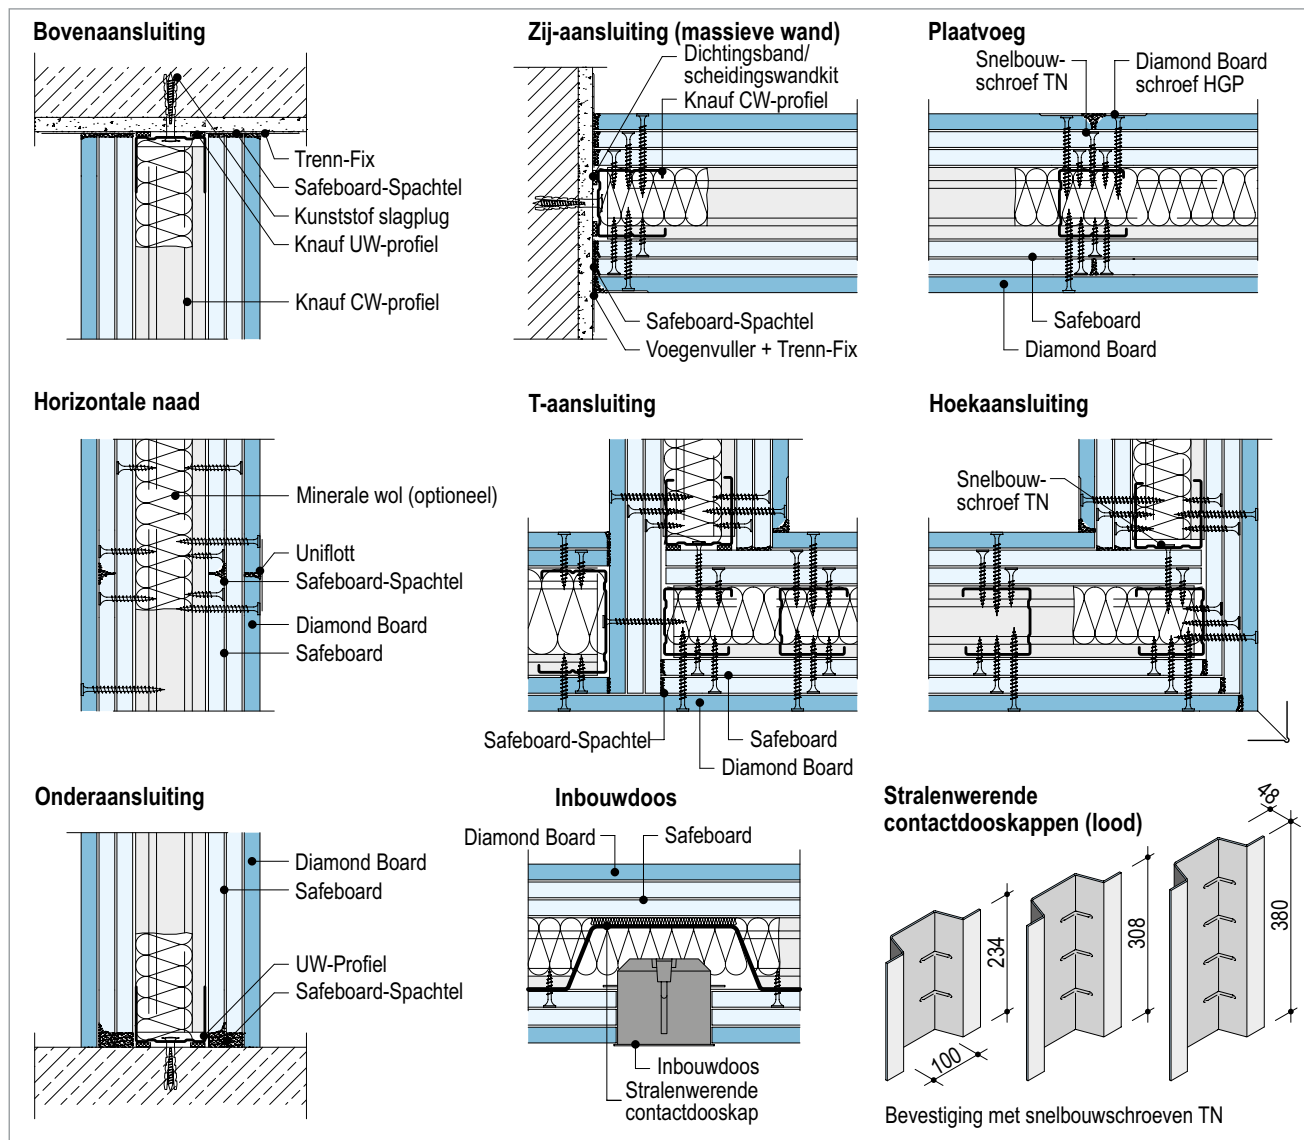 Bovenaansluiting
Trenn-Fix
Safeboard-Spachtel
Kunststof slagplug
Knauf UW-profiel
Knauf CW-profiel
Zij-aansluiting (massieve wand)
Dichtingsband/
scheidingswandkit
Knauf CW-profiel
Safeboard-Spachtel
Voegenvuller + Trenn-Fix
Plaatvoeg
Snelbouw-
schroef TN
Diamond Board
schroef HGP
Safeboard
Diamond Board
Horizontale naad
Minerale wol (optioneel)
Uniflott
Safeboard-Spachtel
Diamond Board
Safeboard
T-aansluiting
Safeboard-Spachtel
Safeboard
Diamond Board
Hoekaansluiting
Snelbouw-
schroef TN
Onderaansluiting
Diamond Board
Safeboard
UW-Profiel
Safeboard-Spachtel
Inbouwdoos
Diamond Board
Safeboard
Inbouwdoos
Stralenwerende
contactdooskap
Stralenwerende
contactdooskappen (lood)
48
234
308
380
100
Bevestiging met snelbouwschroeven TN